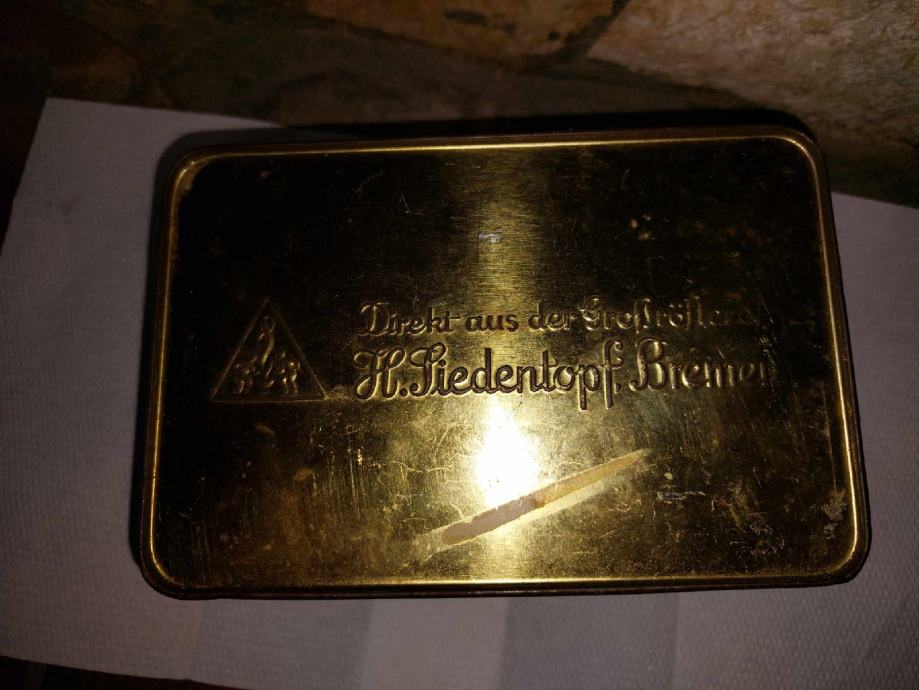 Direkt aus der Großrösterei
H. Siedentopf. Bremen